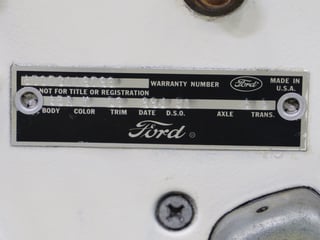 WARRANTY NUMBER Ford MADE IN U.S.A.
NOT FOR TITLE OR REGISTRATION
BODY COLOR TRIM DATE D.S.O. AXLE TRANS.
Ford